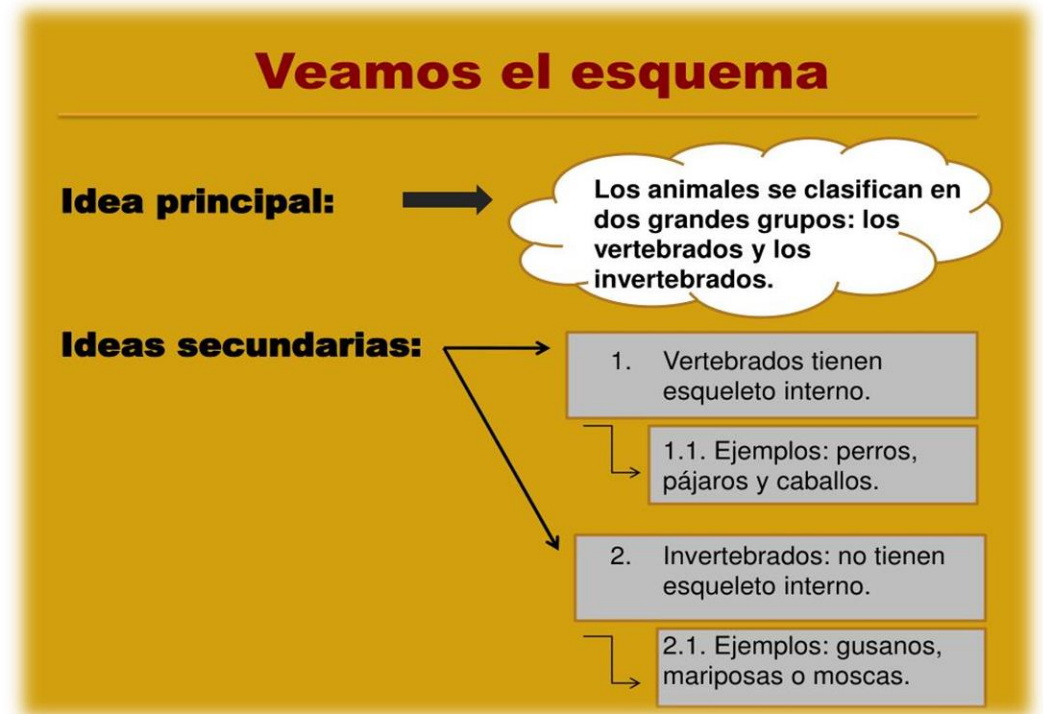 Veamos el esquema
Idea principal:
Los animales se clasifican en
dos grandes grupos: los
vertebrados y los
invertebrados.
Ideas secundarias:
1. Vertebrados tienen
esqueleto interno.
1.1. Ejemplos: perros,
pájaros y caballos.
2. Invertebrados: no tienen
esqueleto interno.
2.1. Ejemplos: gusanos,
mariposas o moscas.